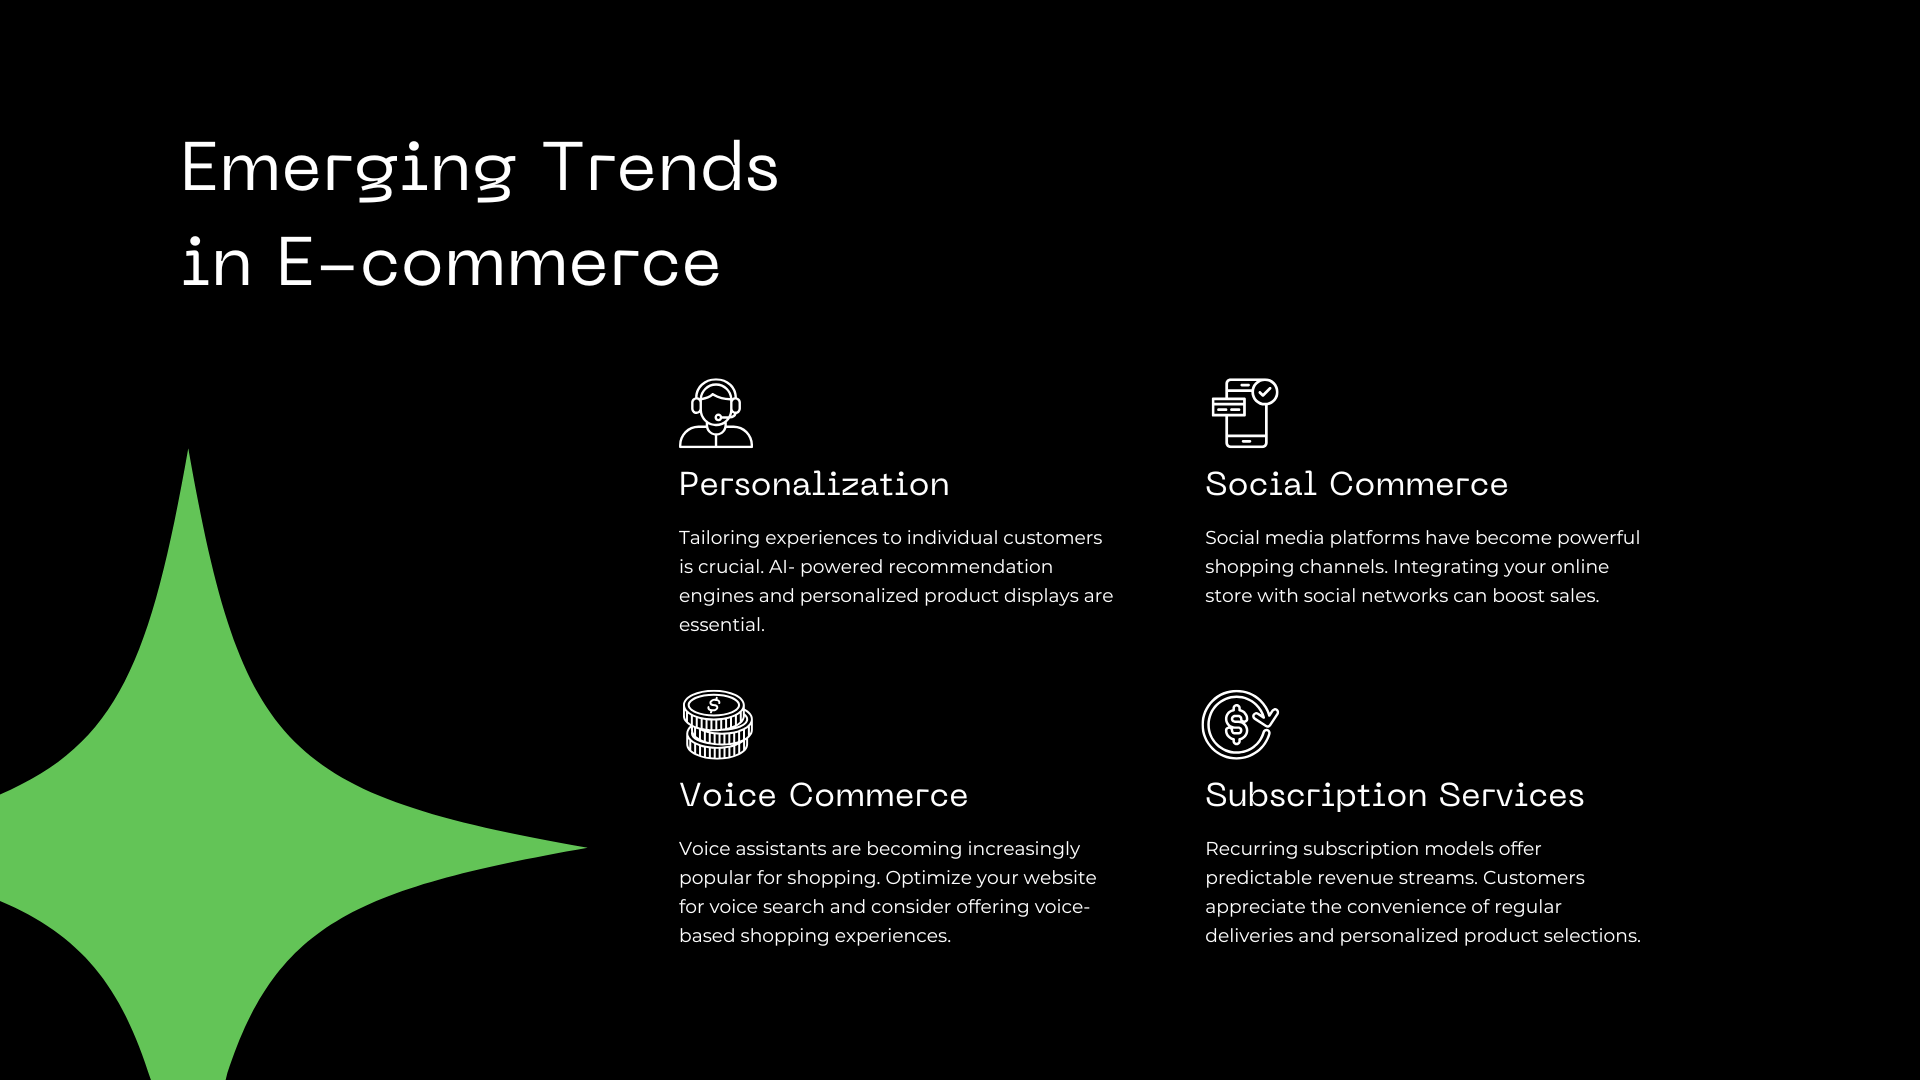 Emerging Trends
in E-commerce
Personalization
Tailoring experiences to individual customers
is crucial. AI- powered recommendation
engines and personalized product displays are
essential.
Social Commerce
Social media platforms have become powerful
shopping channels. Integrating your online
store with social networks can boost sales.
$
Voice Commerce
Voice assistants are becoming increasingly
popular for shopping. Optimize your website
for voice search and consider offering voice-
based shopping experiences.
$
Subscription Services
Recurring subscription models offer
predictable revenue streams. Customers
appreciate the convenience of regular
deliveries and personalized product selections.